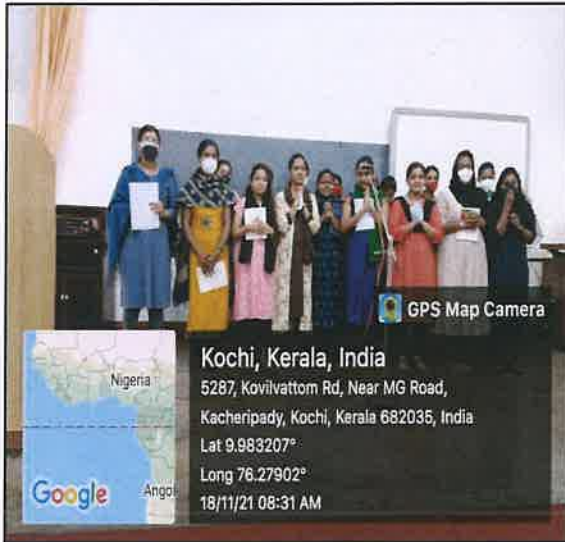 GPS Map Camera
Kochi, Kerala, India
5287, Kovilvattom Rd, Near MG Road,
Kacheripady, Kochi, Kerala 682035, India
Lat 9.983207°
Long 76.27902°
18/11/21 08:31 AM
Nigeria
Angol
Google